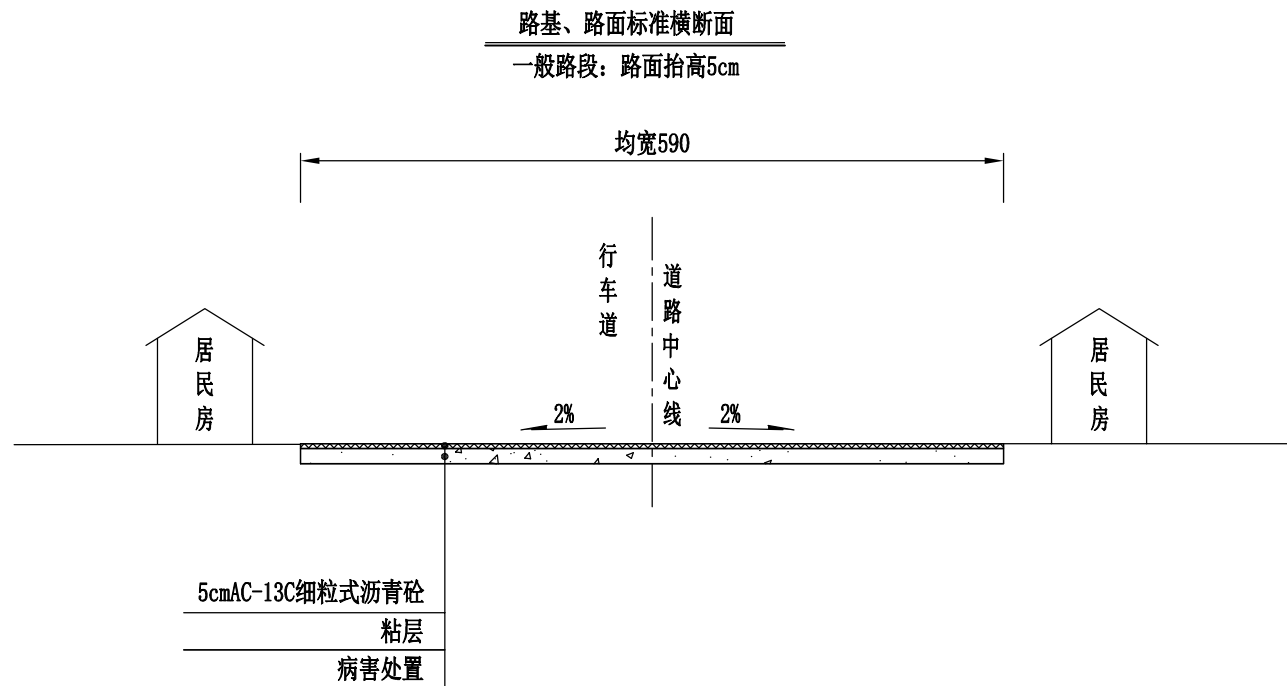 路基、路面标准横断面
一般路段：路面抬高5cm
均宽590
行车道
道路中心线
居民房
居民房
2%
2%
5cmAC-13C细粒式沥青砼
粘层
病害处置